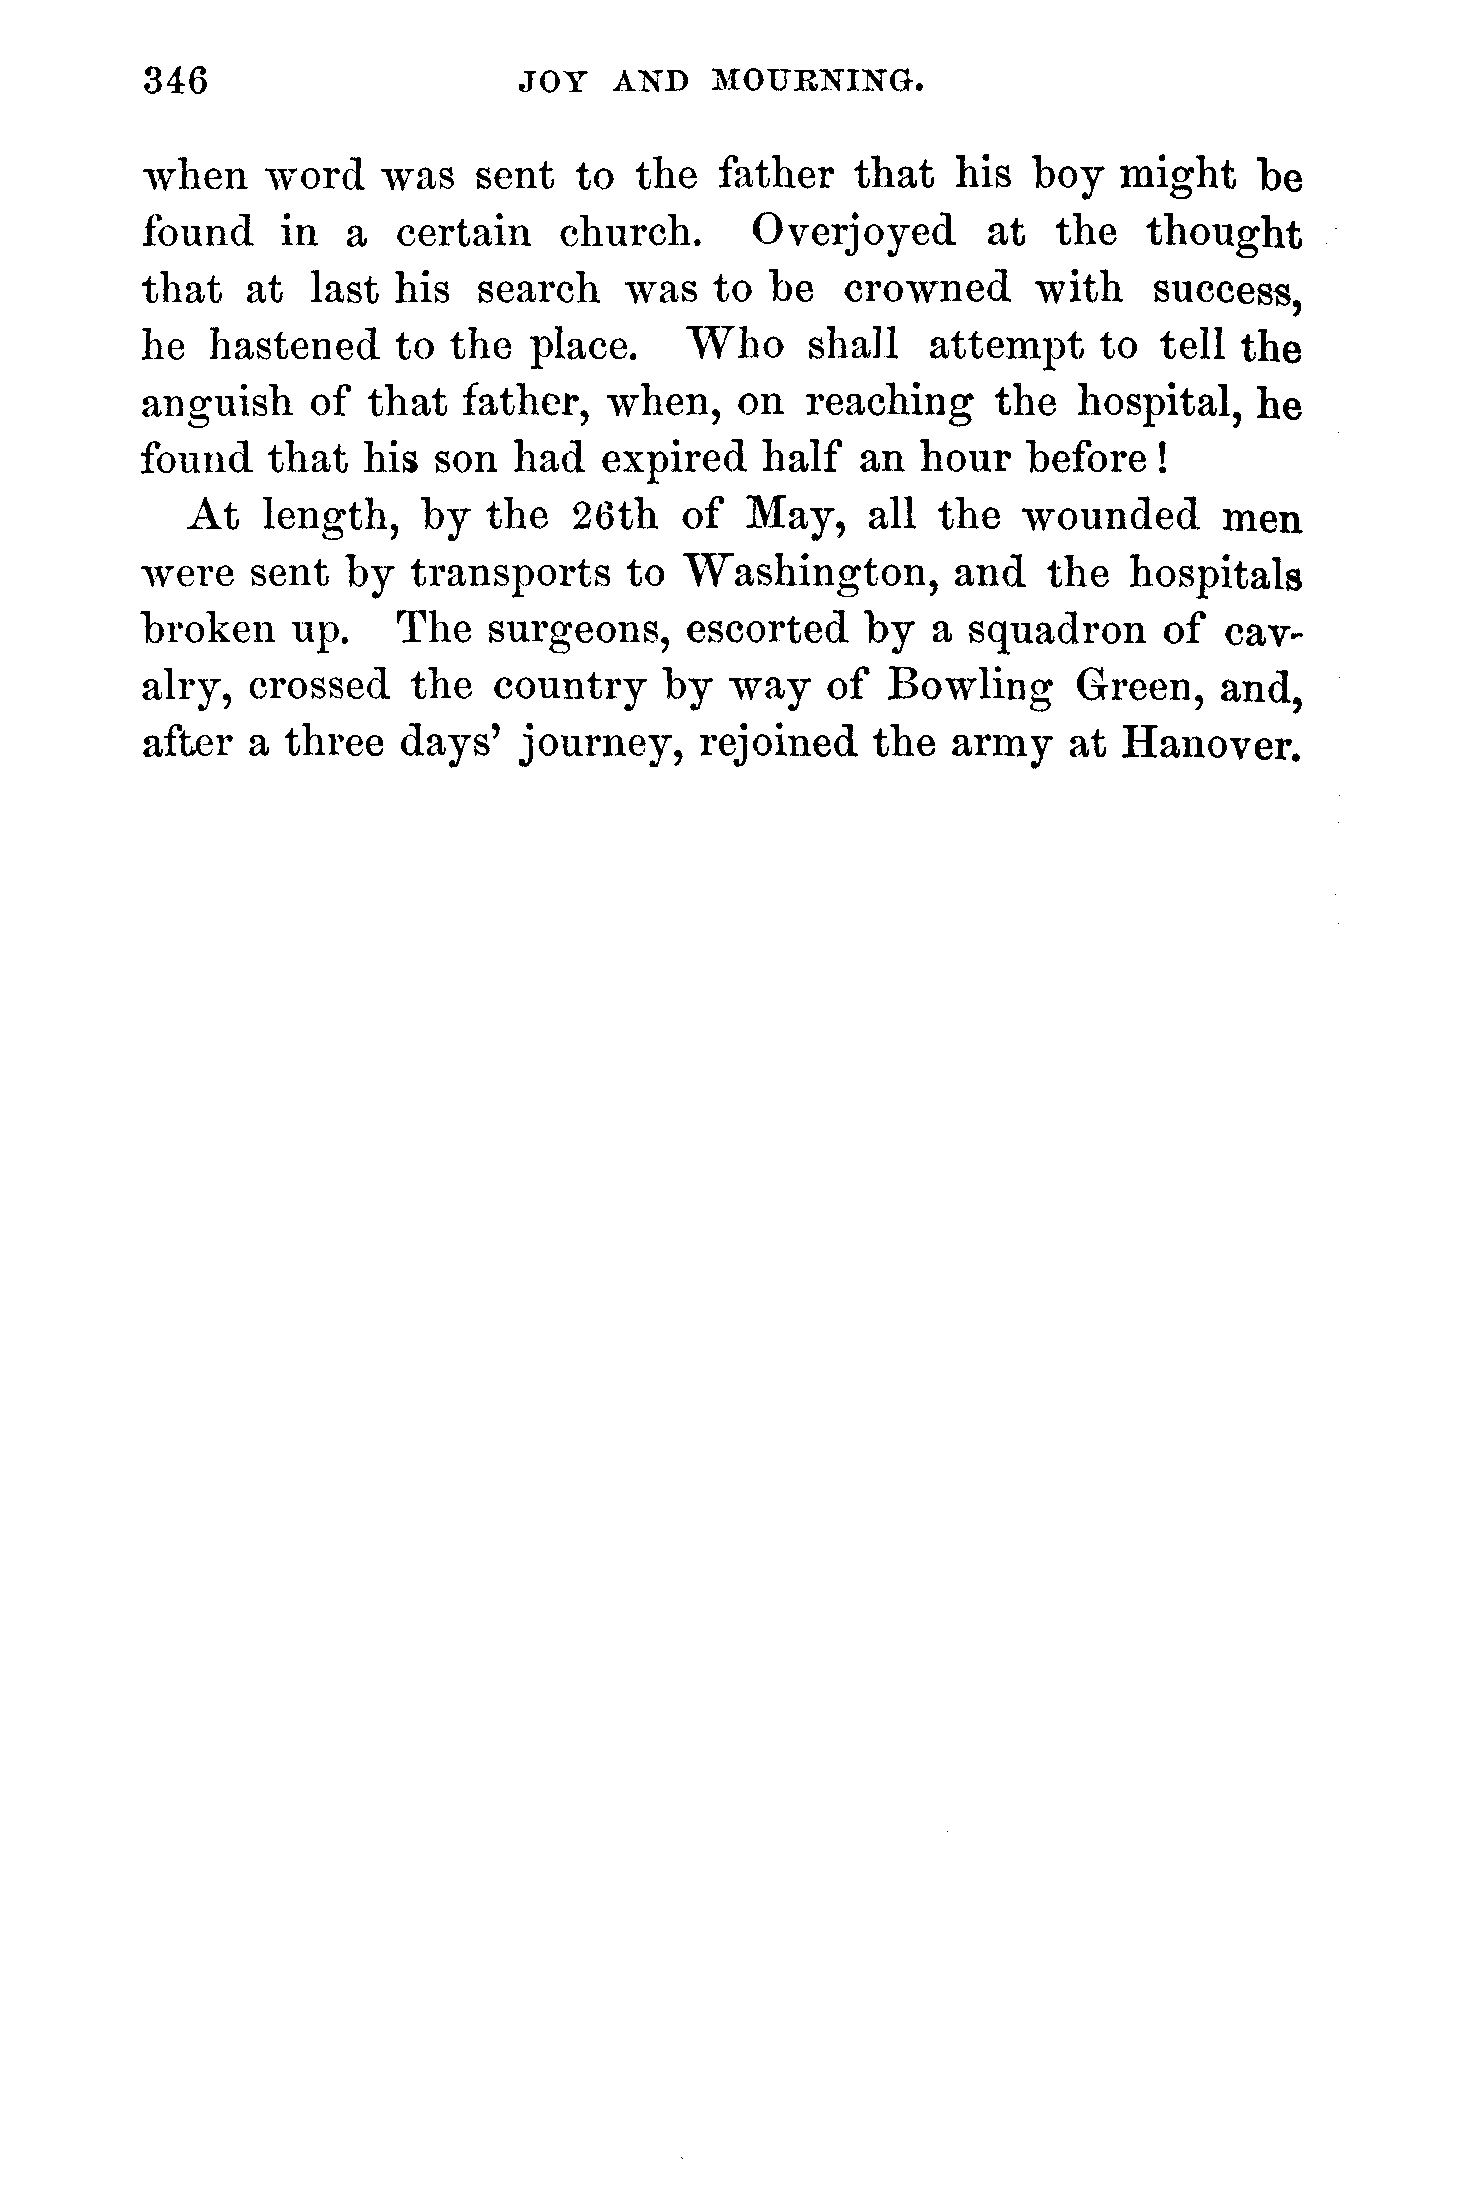 346 JOY AND MOURNING.
when word was sent to the father that his boy might be
found in a certain church. Overjoyed at the thought
that at last his search was to be crowned with success,
he hastened to the place. Who shall attempt to tell the
anguish of that father, when, on reaching the hospital, he
found that his son had expired half an hour before!
At length, by the 26th of May, all the wounded men
were sent by transports to Washington, and the hospitals
broken up. The surgeons, escorted by a squadron of cav-
alry, crossed the country by way of Bowling Green, and,
after a three days' journey, rejoined the army at Hanover.